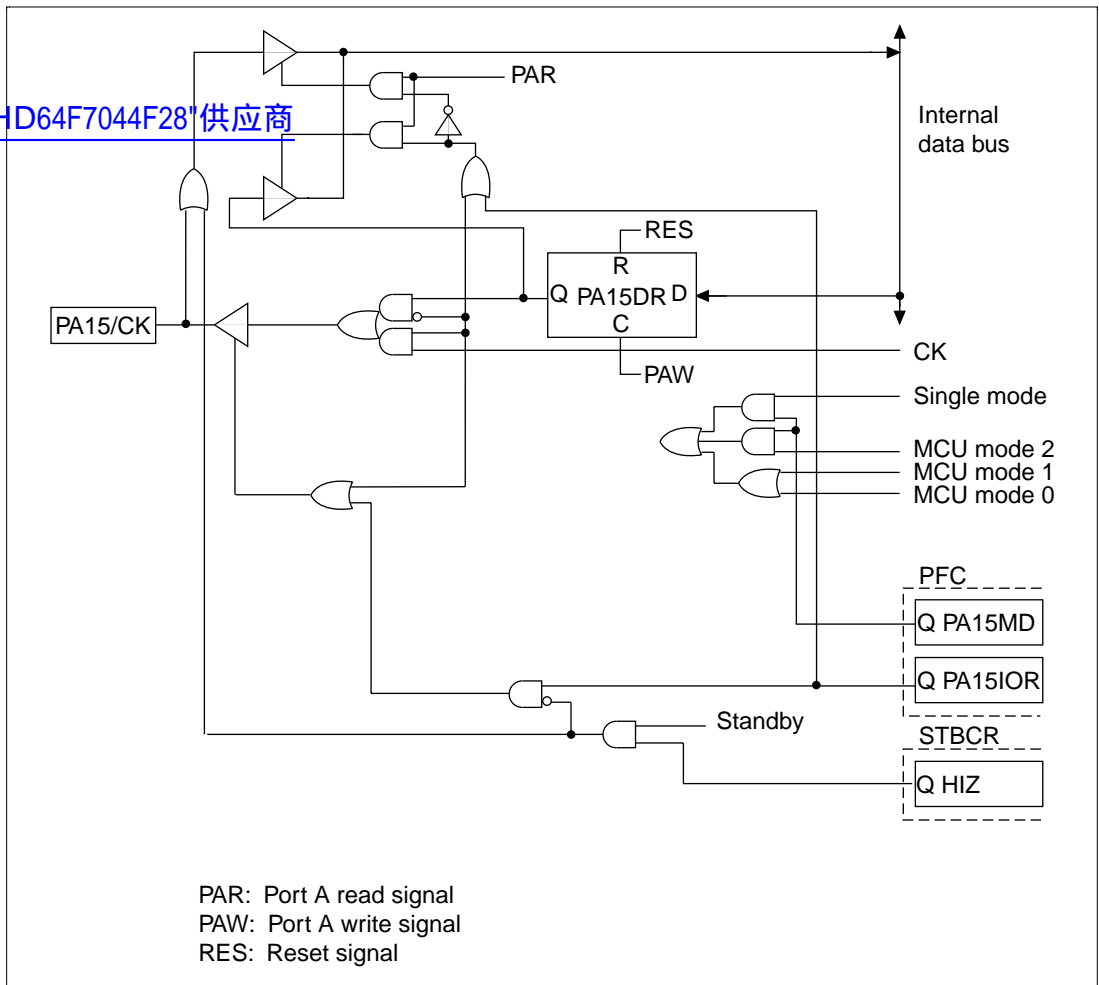 PAR
HD64F7044F28"供应商
Internal
data bus
RES
R
Q PA15DR D
C
PA15/CK
PAW
CK
Single mode
MCU mode 2
MCU mode 1
MCU mode 0
PFC
Q PA15MD
Q PA15IOR
Standby
STBCR
Q HIZ
PAR: Port A read signal
PAW: Port A write signal
RES: Reset signal